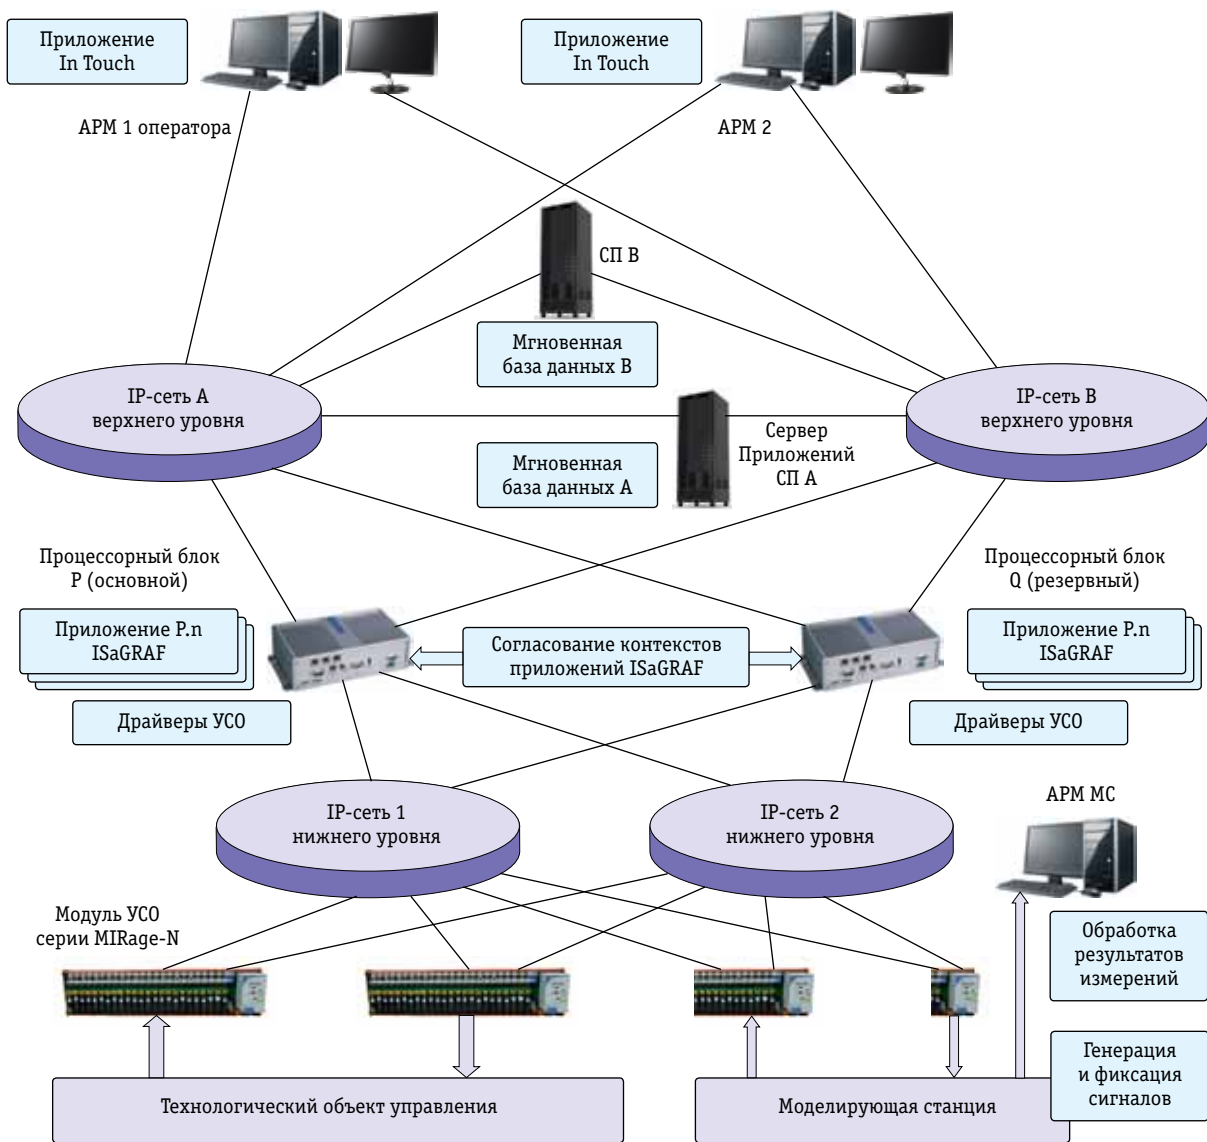 Приложение
In Touch
Приложение
In Touch
АРМ 1 оператора
АРМ 2
СП В
Мгновенная
база данных В
IP-сеть А
верхнего уровня
IP-сеть В
верхнего уровня
Сервер
Приложений
СП А
Мгновенная
база данных А
Процессорный блок
Р (основной)
Процессорный блок
Q (резервный)
Приложение P.n
ISaGRAF
Согласование контекстов
приложений ISaGRAF
Приложение P.n
ISaGRAF
Драйверы УСО
Драйверы УСО
IP-сеть 1
нижнего уровня
IP-сеть 2
нижнего уровня
АРМ МС
Модуль УСО
серии MIRage-N
Обработка
результатов
измерений
Генерация
и фиксация
сигналов
Технологический объект управления
Моделирующая станция